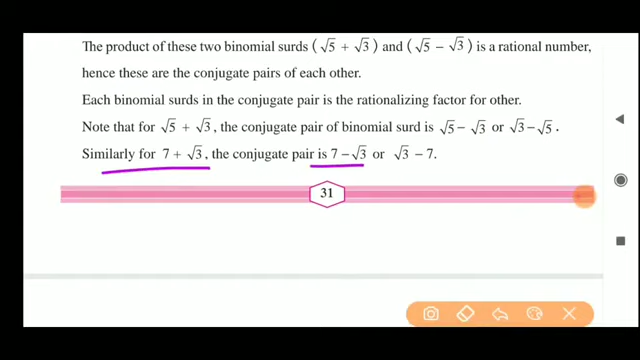 The product of these two binomial surds ( √5 + √3 ) and ( √5 − √3 ) is a rational number,
hence these are the conjugate pairs of each other.
Each binomial surds in the conjugate pair is the rationalizing factor for other.
Note that for √5 + √3, the conjugate pair of binomial surd is √5 − √3 or √3 − √5 .
Similarly for 7 + √3, the conjugate pair is 7 − √3 or √3 − 7.
31